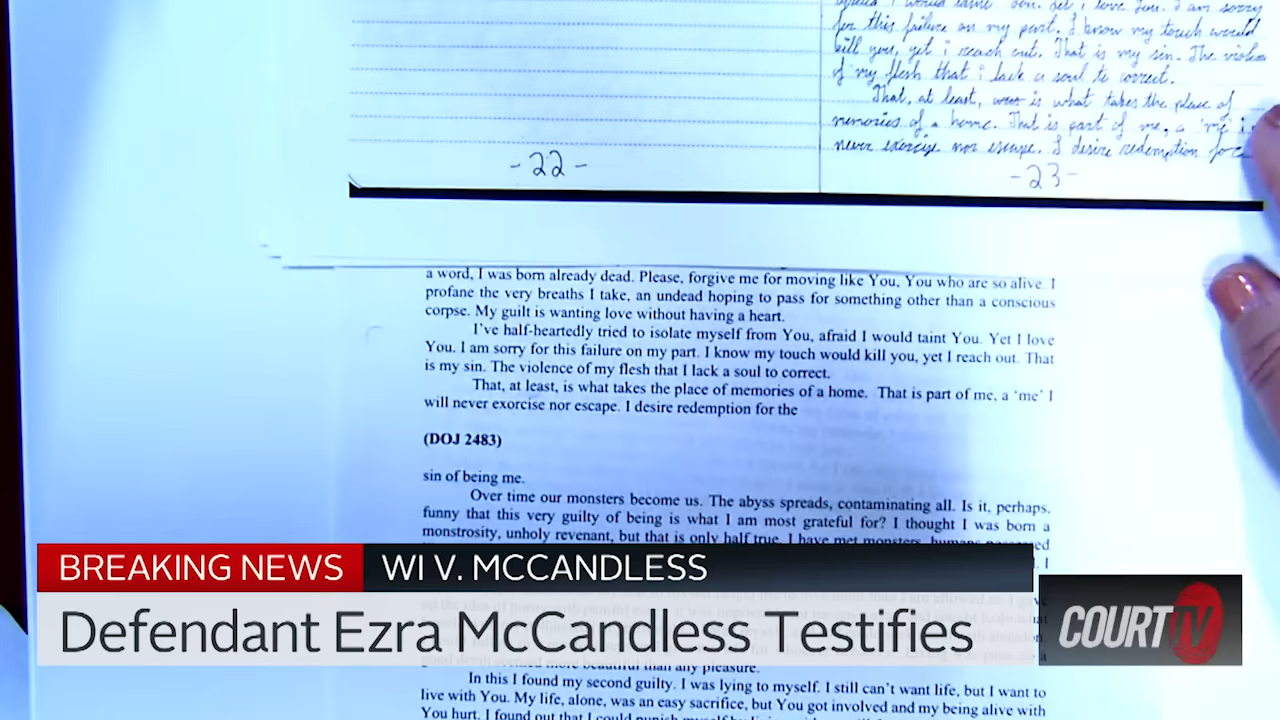 would
for this failure on my part. I know my touch would
kill you, yet i reach out. That is my sin. The violen
of my flesh that i lack a soul to correct.
That, at least, is what takes the place of
memories of a home. That is part of me, a 'me' i
never exorcise nor escape. I desire redemption for
-22-
-23-
a word, I was born already dead. Please, forgive me for moving like You, You who are so alive. I
profane the very breaths I take, an undead hoping to pass for something other than a conscious
corpse. My guilt is wanting love without having a heart.
I've half-heartedly tried to isolate myself from You, afraid I would taint You. Yet I love
You. I am sorry for this failure on my part. I know my touch would kill you, yet I reach out. That
is my sin. The violence of my flesh that I lack a soul to correct.
That, at least, is what takes the place of memories of a home. That is part of me, a 'me' I
will never exorcise nor escape. I desire redemption for the
(DOJ 2483)
sin of being me.
Over time our monsters become us. The abyss spreads, contaminating all. Is it, perhaps,
funny that this very guilty of being is what I am most grateful for? I thought I was born a
monstrosity, unholy revenant, but that is only half true. I have met monsters, humans possessed
BREAKING NEWS WI V. MCCANDLESS
Defendant Ezra McCandless Testifies
COURT TV
more beautiful than any pleasure.
In this I found my second guilty. I was lying to myself. I still can't want life, but I want to
live with You. My life, alone, was an easy sacrifice, but You got involved and my being alive with
You hurt. I found out that I could punish myself by